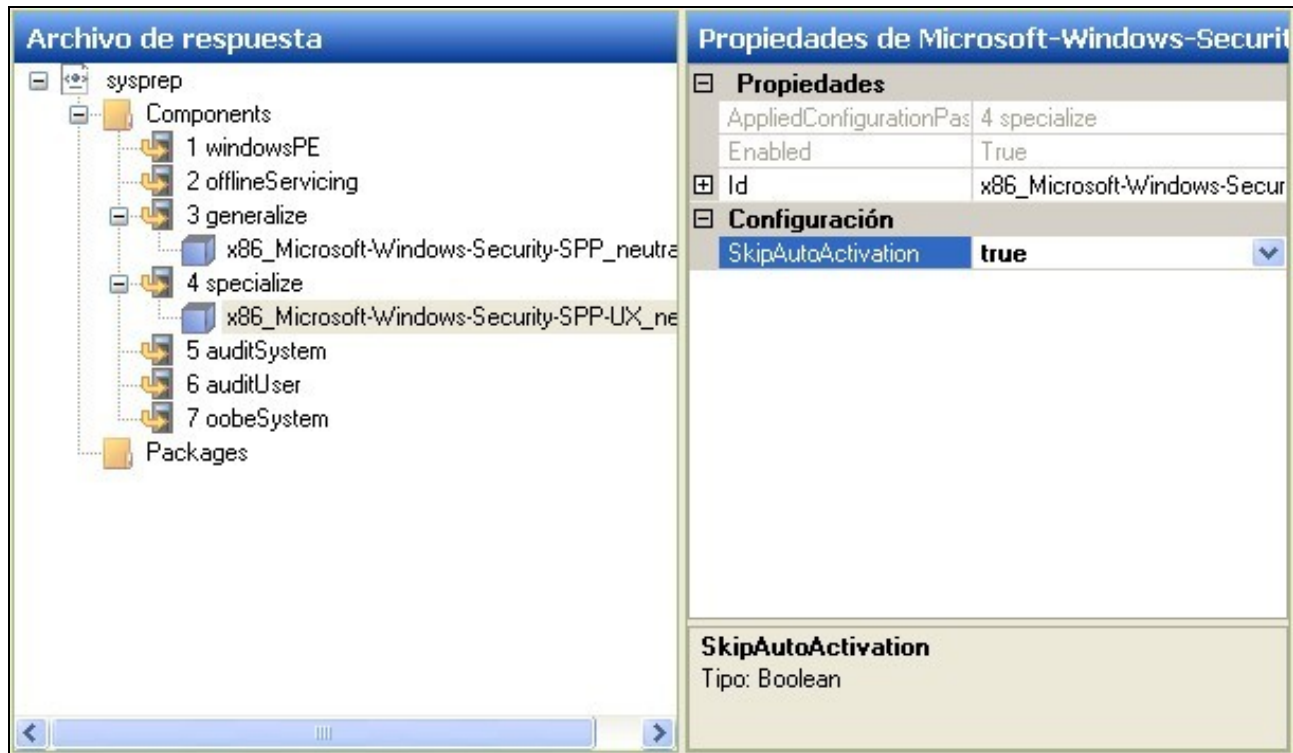 Archivo de respuesta
sysprep
Components
1 windowsPE
2 offlineServicing
3 generalize
x86_Microsoft-Windows-Security-SPP_neutra
4 specialize
x86_Microsoft-Windows-Security-SPP-UX_ne
5 auditSystem
6 auditUser
7 oobeSystem
Packages
Propiedades de Microsoft-Windows-Securit
Propiedades
AppliedConfigurationPas 4 specialize
Enabled True
Id x86_Microsoft-Windows-Secur
Configuración
SkipAutoActivation true
SkipAutoActivation
Tipo: Boolean